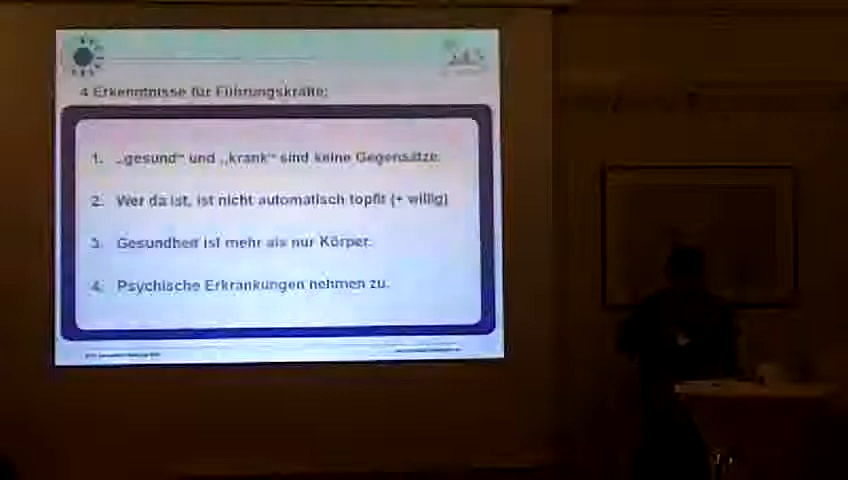 4 Erkenntnisse für Führungskräfte:
1. „gesund“ und „krank“ sind keine Gegensätze.
2. Wer da ist, ist nicht automatisch topfit (+ willig)
3. Gesundheit ist mehr als nur Körper.
4. Psychische Erkrankungen nehmen zu.